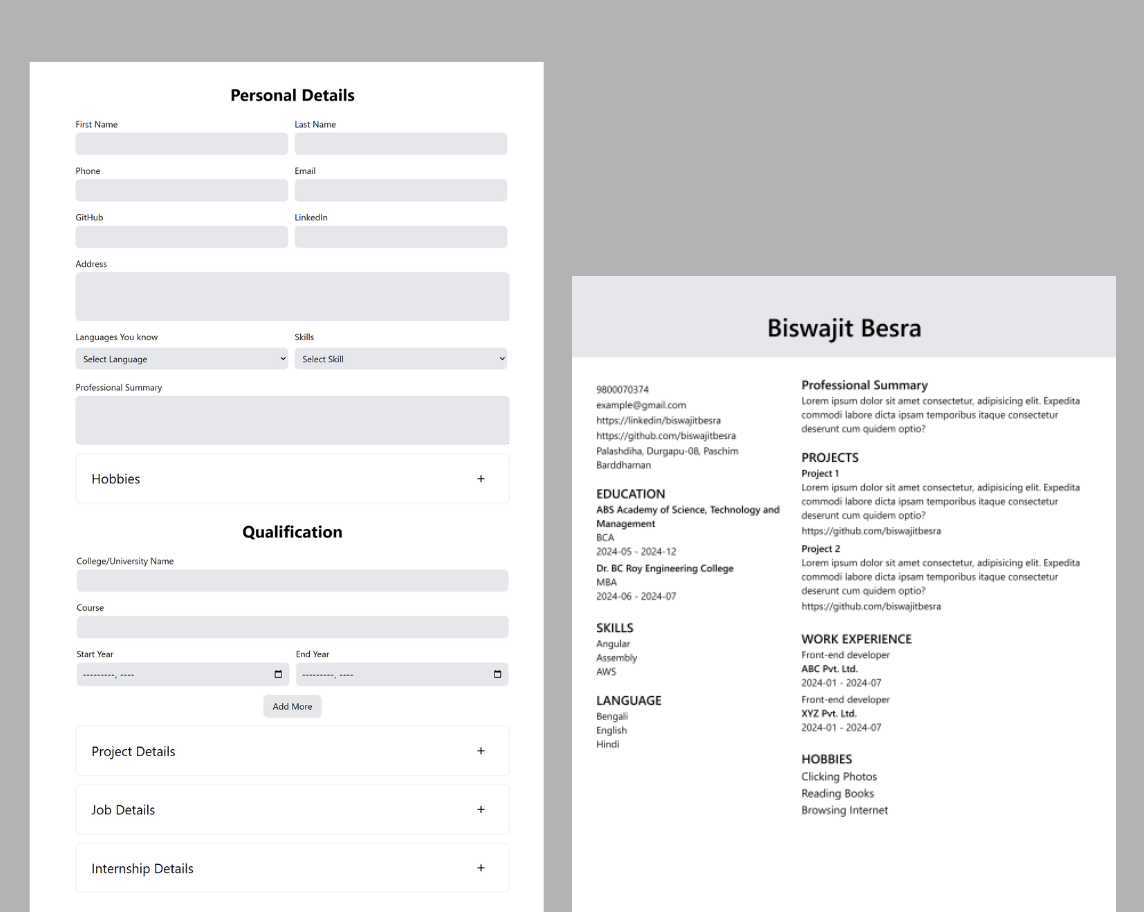 Personal Details
First Name
Last Name
Phone
Email
GitHub
LinkedIn
Address
Languages You know
Skills
Select Language
Select Skill
Professional Summary
Hobbies
+
Qualification
College/University Name
Course
Start Year
End Year
---------, ----
---------, ----
Add More
Project Details
+
Job Details
+
Internship Details
+
Biswajit Besra
9800070374
example@gmail.com
https://linkedin/biswajitbesra
https://github.com/biswajitbesra
Palashdiha, Durgapu-08, Paschim
Barddhaman
EDUCATION
ABS Academy of Science, Technology and
Management
BCA
2024-05 - 2024-12
Dr. BC Roy Engineering College
MBA
2024-06 - 2024-07
SKILLS
Angular
Assembly
AWS
LANGUAGE
Bengali
English
Hindi
Professional Summary
Lorem ipsum dolor sit amet consectetur, adipisicing elit. Expedita
commodi labore dicta ipsam temporibus itaque consectetur
deserunt cum quidem optio?
PROJECTS
Project 1
Lorem ipsum dolor sit amet consectetur, adipisicing elit. Expedita
commodi labore dicta ipsam temporibus itaque consectetur
deserunt cum quidem optio?
https://github.com/biswajitbesra
Project 2
Lorem ipsum dolor sit amet consectetur, adipisicing elit. Expedita
commodi labore dicta ipsam temporibus itaque consectetur
deserunt cum quidem optio?
https://github.com/biswajitbesra
WORK EXPERIENCE
Front-end developer
ABC Pvt. Ltd.
2024-01 - 2024-07
Front-end developer
XYZ Pvt. Ltd.
2024-01 - 2024-07
HOBBIES
Clicking Photos
Reading Books
Browsing Internet